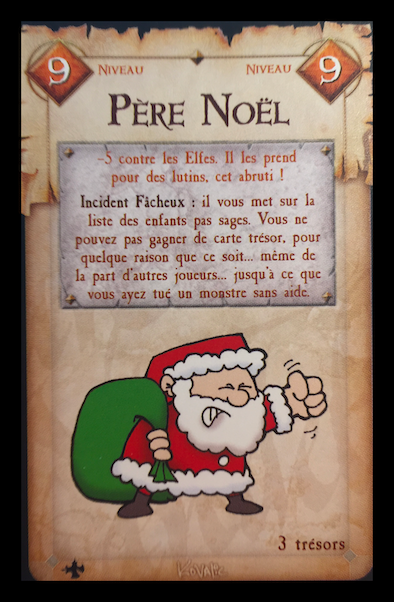 9 Niveau Niveau 9
Père Noël
-5 contre les Elfes. Il les prend
pour des lutins, cet abruti !
Incident Fâcheux : il vous met sur la
liste des enfants pas sages. Vous ne
pouvez pas gagner de carte trésor, pour
quelque raison que ce soit... même de
la part d'autres joueurs... jusqu'à ce que
vous ayez tué un monstre sans aide.
3 trésors
Kovalic